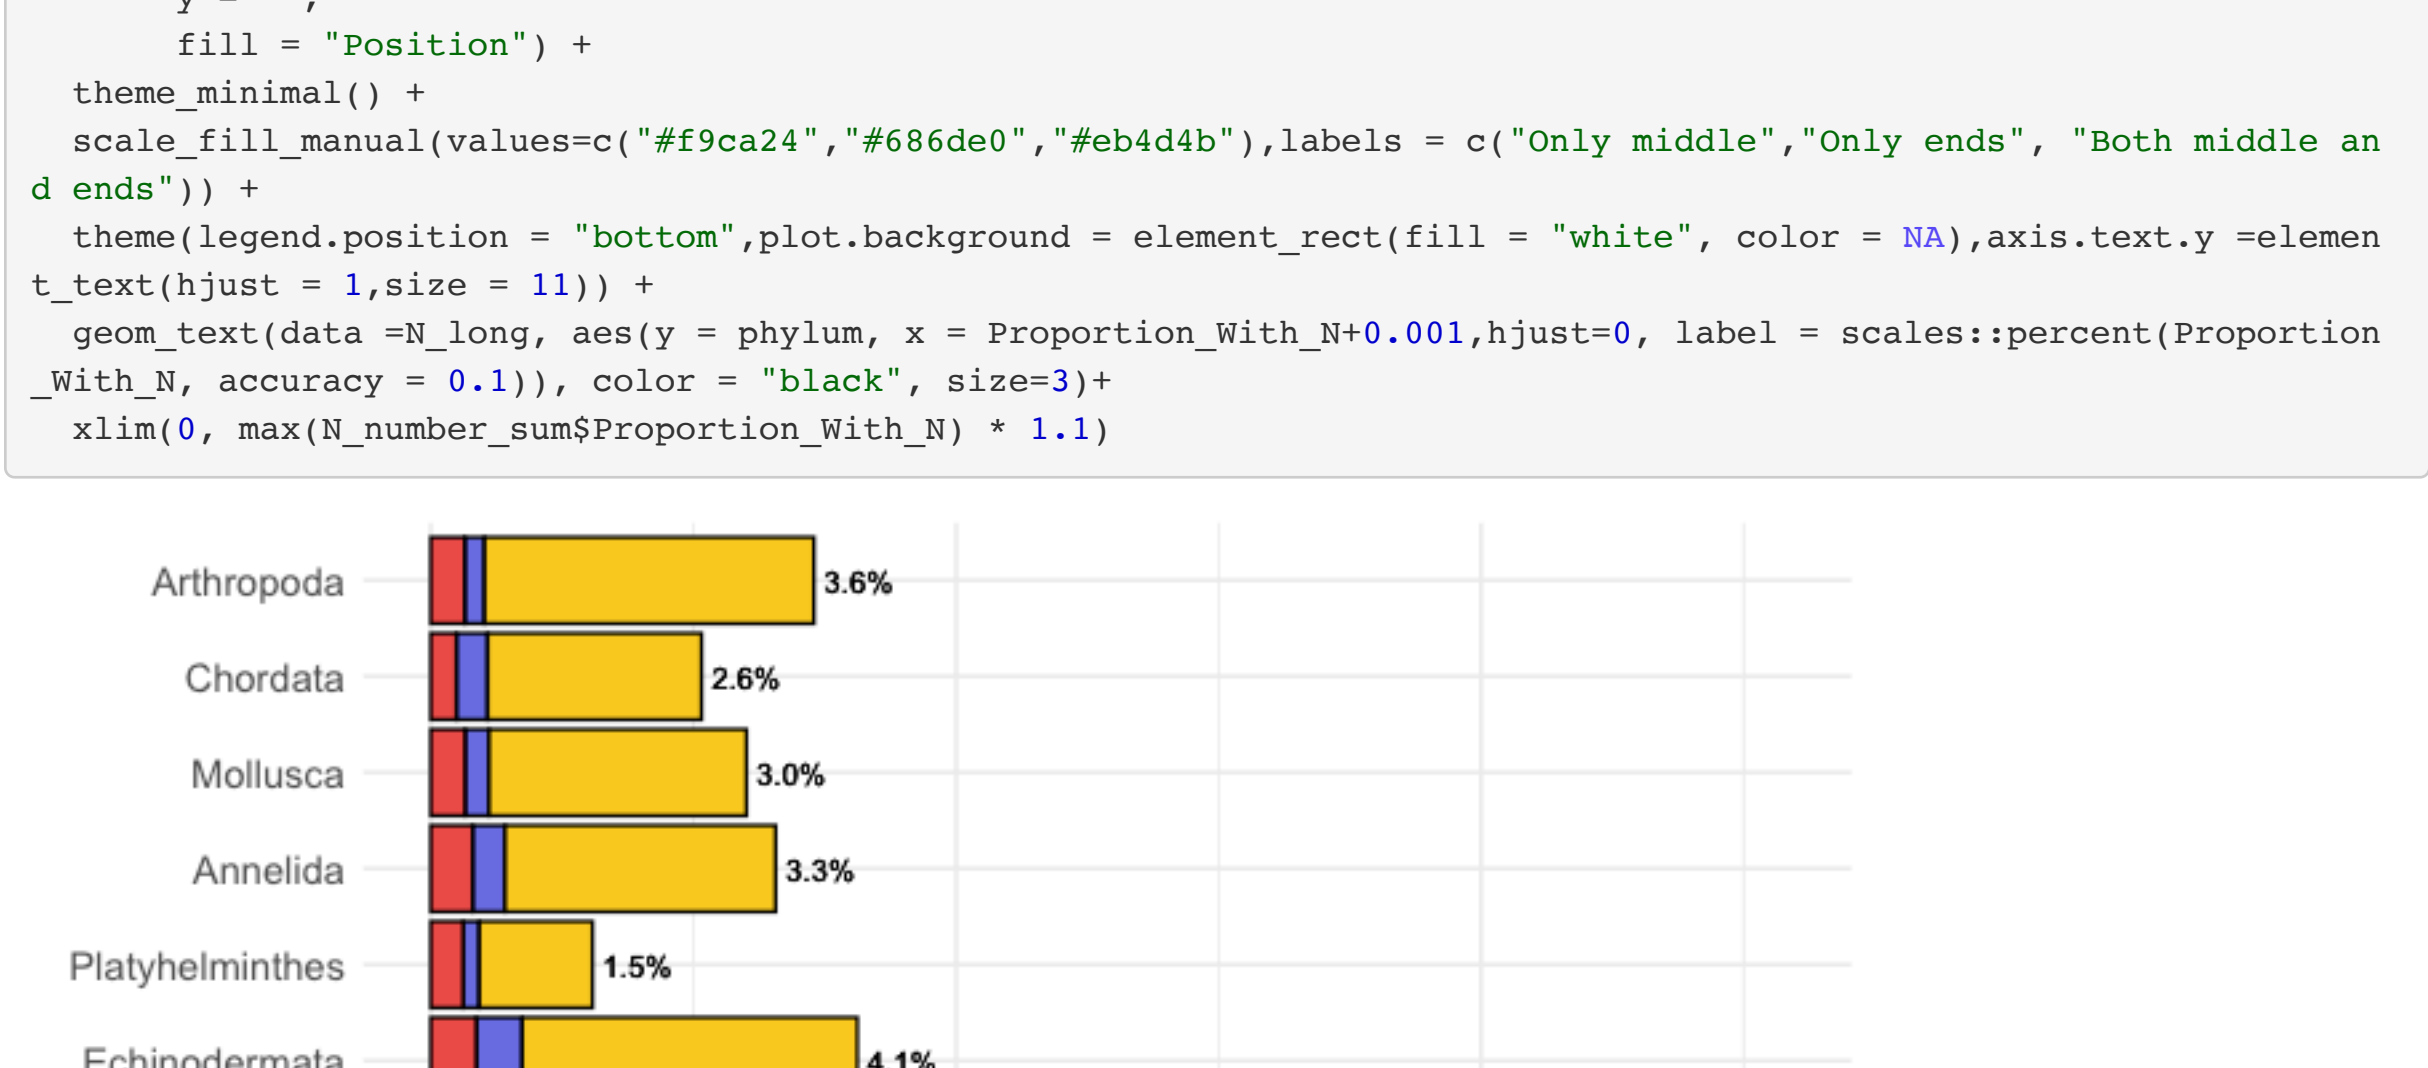 y = "",
fill = "Position") +
theme_minimal() +
scale_fill_manual(values=c("#f9ca24","#686de0","#eb4d4b"),labels = c("Only middle","Only ends", "Both middle an
d ends")) +
theme(legend.position = "bottom",plot.background = element_rect(fill = "white", color = NA),axis.text.y =elemen
t_text(hjust = 1,size = 11)) +
geom_text(data =N_long, aes(y = phylum, x = Proportion_With_N+0.001,hjust=0, label = scales::percent(Proportion
_With_N, accuracy = 0.1)), color = "black", size=3)+
xlim(0, max(N_number_sum$Proportion_With_N) * 1.1)
Arthropoda 3.6%
Chordata 2.6%
Mollusca 3.0%
Annelida 3.3%
Platyhelminthes 1.5%
Echinodermata 4.1%